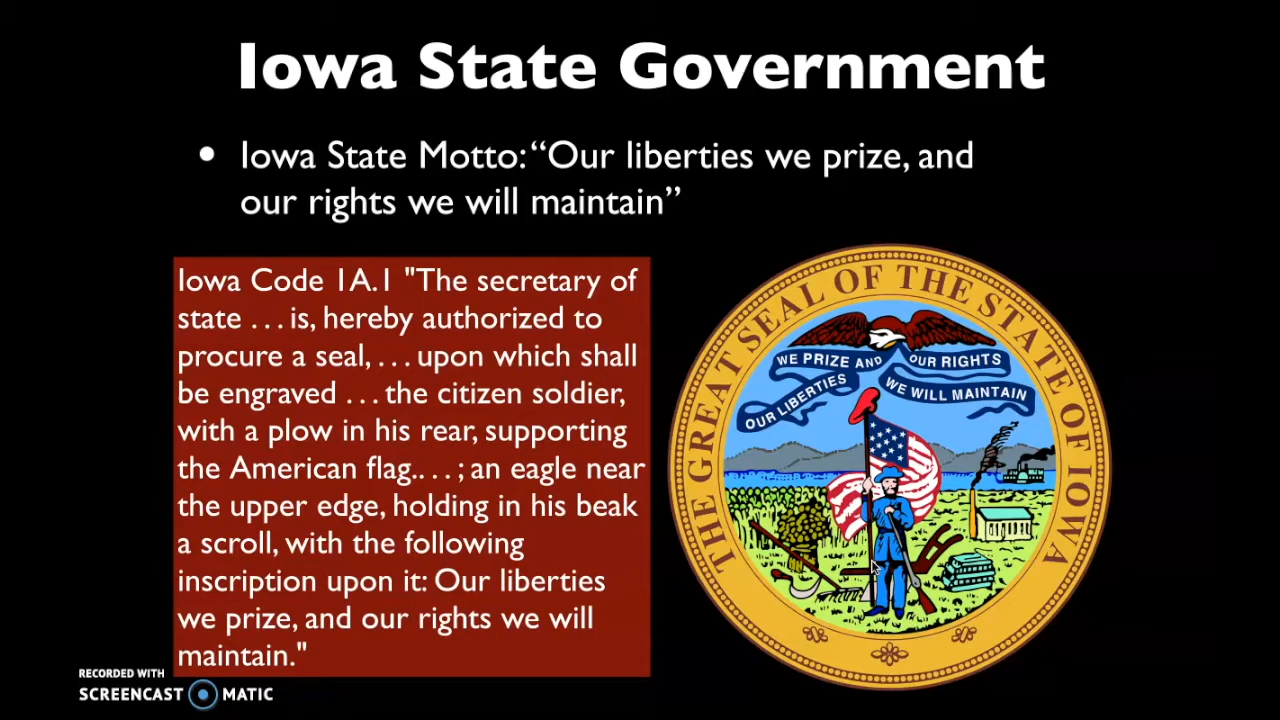 Iowa State Government
• Iowa State Motto: “Our liberties we prize, and
our rights we will maintain”
Iowa Code 1A.1 "The secretary of
state . . . is, hereby authorized to
procure a seal, . . . upon which shall
be engraved . . . the citizen soldier,
with a plow in his rear, supporting
the American flag.. . . ; an eagle near
the upper edge, holding in his beak
a scroll, with the following
inscription upon it: Our liberties
we prize, and our rights we will
maintain."
THE GREAT SEAL OF THE STATE OF IOWA
OUR LIBERTIES
WE PRIZE AND
OUR RIGHTS
WE WILL MAINTAIN
RECORDED WITH
SCREENCAST MATIC